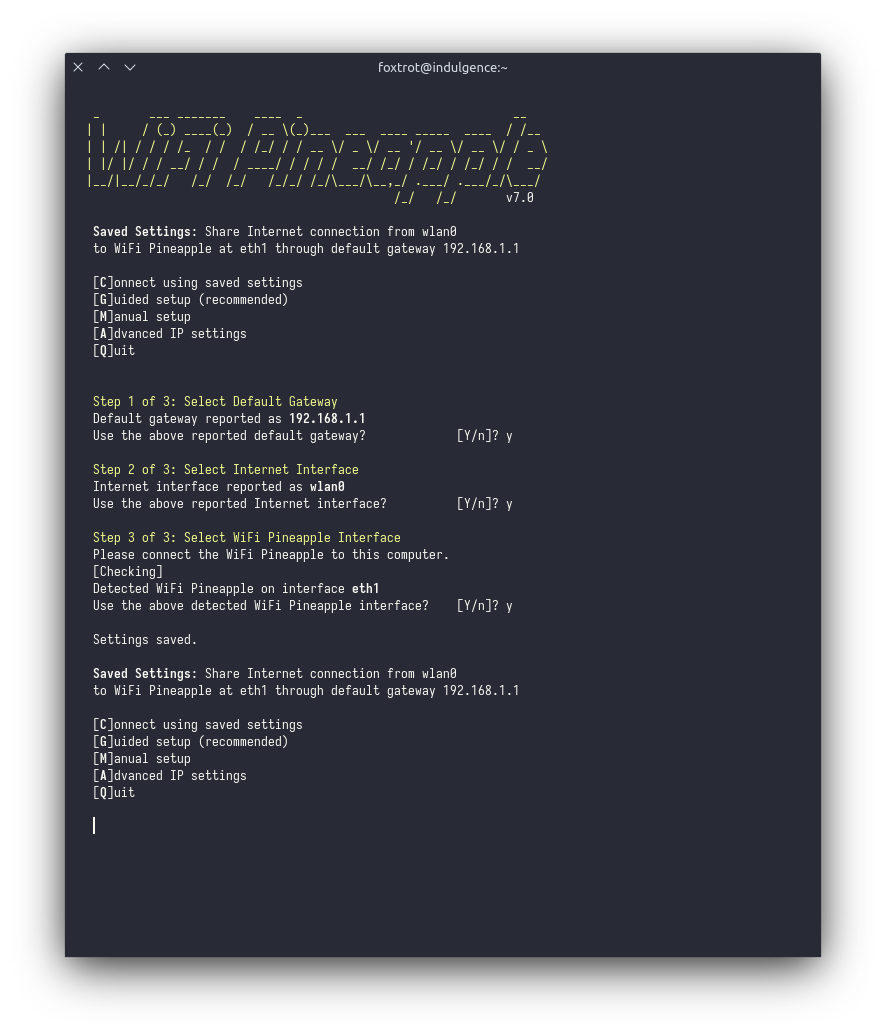 foxtrot@indulgence:~
WiFi Pineapple
v7.0
Saved Settings: Share Internet connection from wlan0
to WiFi Pineapple at eth1 through default gateway 192.168.1.1
[C]onnect using saved settings
[G]uided setup (recommended)
[M]anual setup
[A]dvanced IP settings
[Q]uit
Step 1 of 3: Select Default Gateway
Default gateway reported as 192.168.1.1
Use the above reported default gateway? [Y/n]? y
Step 2 of 3: Select Internet Interface
Internet interface reported as wlan0
Use the above reported Internet interface? [Y/n]? y
Step 3 of 3: Select WiFi Pineapple Interface
Please connect the WiFi Pineapple to this computer.
[Checking]
Detected WiFi Pineapple on interface eth1
Use the above detected WiFi Pineapple interface? [Y/n]? y
Settings saved.
Saved Settings: Share Internet connection from wlan0
to WiFi Pineapple at eth1 through default gateway 192.168.1.1
[C]onnect using saved settings
[G]uided setup (recommended)
[M]anual setup
[A]dvanced IP settings
[Q]uit